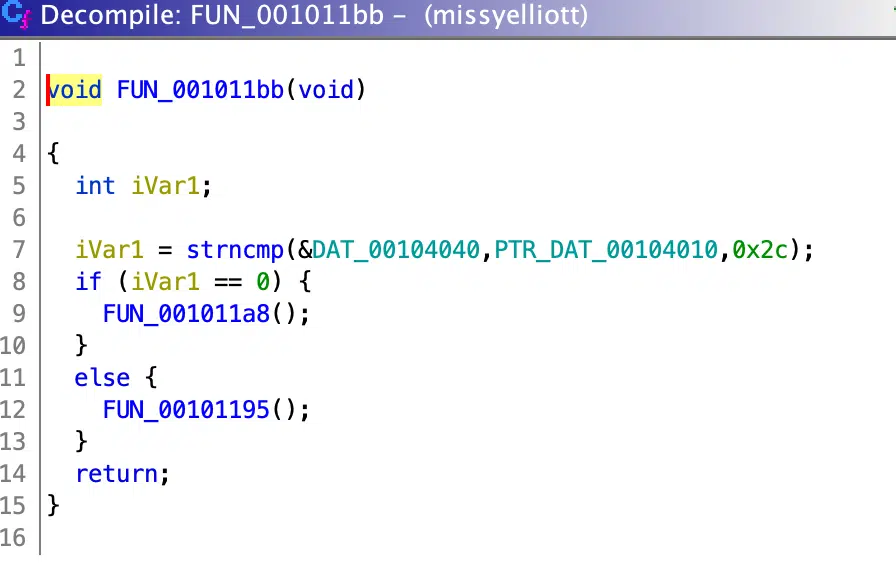 Decompile: FUN_001011bb – (missyelliott)
1
2 void FUN_001011bb(void)
3
4 {
5 int iVar1;
6
7 iVar1 = strncmp(&DAT_00104040,PTR_DAT_00104010,0x2c);
8 if (iVar1 == 0) {
9 FUN_001011a8();
10 }
11 else {
12 FUN_00101195();
13 }
14 return;
15 }
16